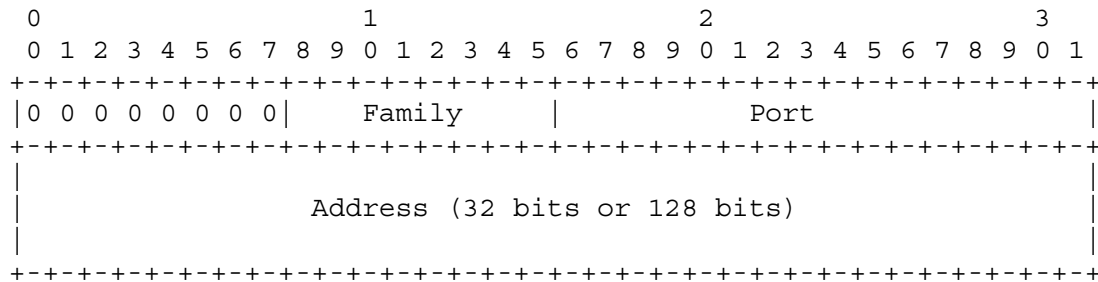 0                   1                   2                   3
 0 1 2 3 4 5 6 7 8 9 0 1 2 3 4 5 6 7 8 9 0 1 2 3 4 5 6 7 8 9 0 1
+-+-+-+-+-+-+-+-+-+-+-+-+-+-+-+-+-+-+-+-+-+-+-+-+-+-+-+-+-+-+-+-+
|0 0 0 0 0 0 0 0|    Family     |           Port                |
+-+-+-+-+-+-+-+-+-+-+-+-+-+-+-+-+-+-+-+-+-+-+-+-+-+-+-+-+-+-+-+-+
|                                                               |
|                 Address (32 bits or 128 bits)                 |
|                                                               |
+-+-+-+-+-+-+-+-+-+-+-+-+-+-+-+-+-+-+-+-+-+-+-+-+-+-+-+-+-+-+-+-+